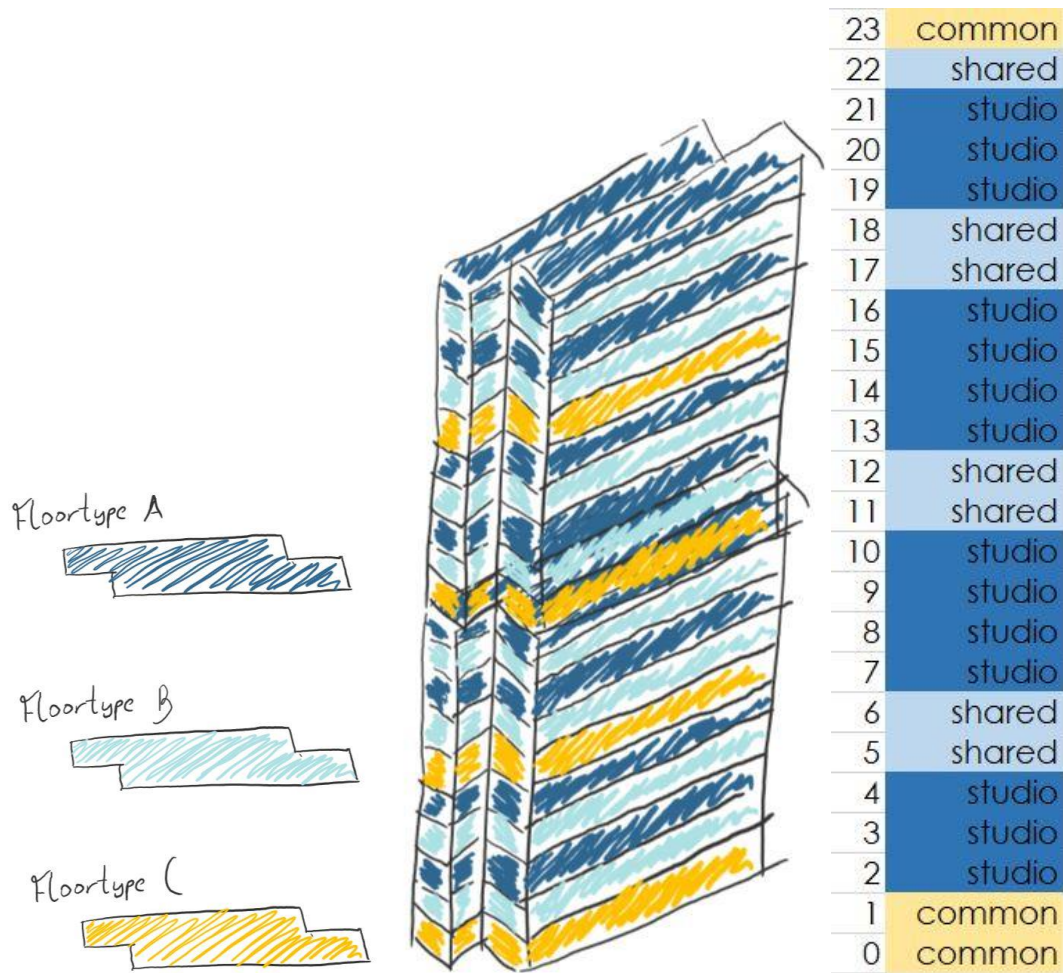 Floortype A
Floortype B
Floortype C
23 common
22 shared
21 studio
20 studio
19 studio
18 shared
17 shared
16 studio
15 studio
14 studio
13 studio
12 shared
11 shared
10 studio
9 studio
8 studio
7 studio
6 shared
5 shared
4 studio
3 studio
2 studio
1 common
0 common